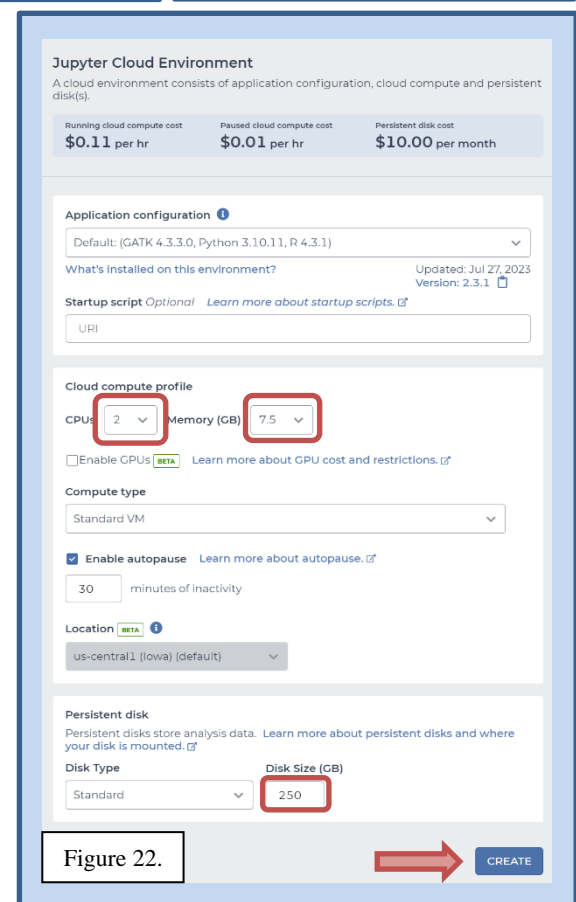 Jupyter Cloud Environment
A cloud environment consists of application configuration, cloud compute and persistent
disk(s).
Running cloud compute cost Paused cloud compute cost Persistent disk cost
$0.11 per hr $0.01 per hr $10.00 per month
Application configuration
Default: (GATK 4.3.3.0, Python 3.10.11, R 4.3.1)
What's installed on this environment? Updated: Jul 27, 2023
Version: 2.3.1
Startup script Optional Learn more about startup scripts.
URI
Cloud compute profile
CPUs 2 Memory (GB) 7.5
Enable GPUs BETA Learn more about GPU cost and restrictions.
Compute type
Standard VM
Enable autopause Learn more about autopause.
30 minutes of inactivity
Location BETA
us-central1 (Iowa) (default)
Persistent disk
Persistent disks store analysis data. Learn more about persistent disks and where
your disk is mounted.
Disk Type Disk Size (GB)
Standard 250
Figure 22.
CREATE